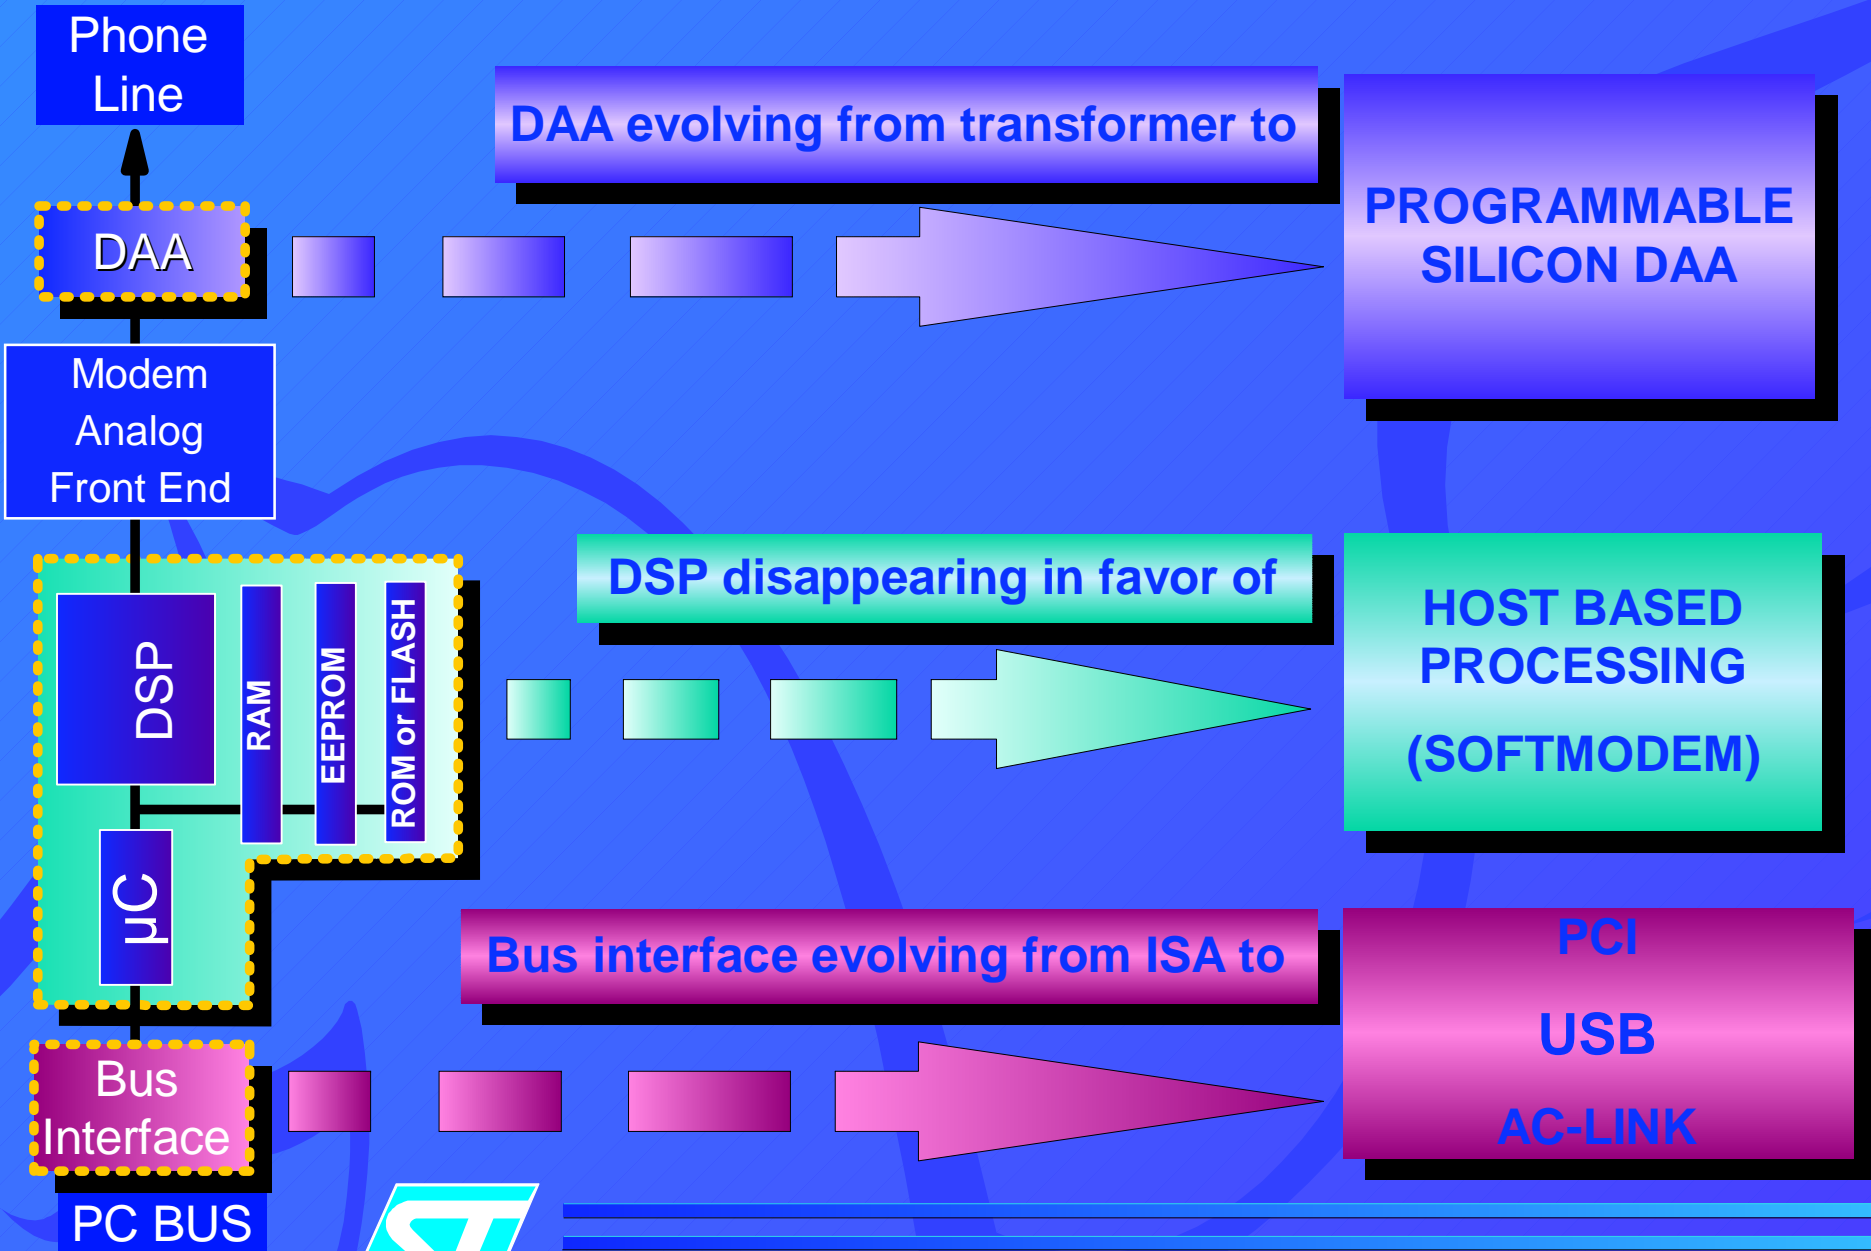 Phone
Line
DAA evolving from transformer to
PROGRAMMABLE
SILICON DAA
DAA
Modem
Analog
Front End
DSP disappearing in favor of
HOST BASED
PROCESSING
(SOFTMODEM)
DSP
RAM
EEPROM
ROM or FLASH
µC
Bus interface evolving from ISA to
PCI
USB
AC-LINK
Bus
Interface
PC BUS
ST